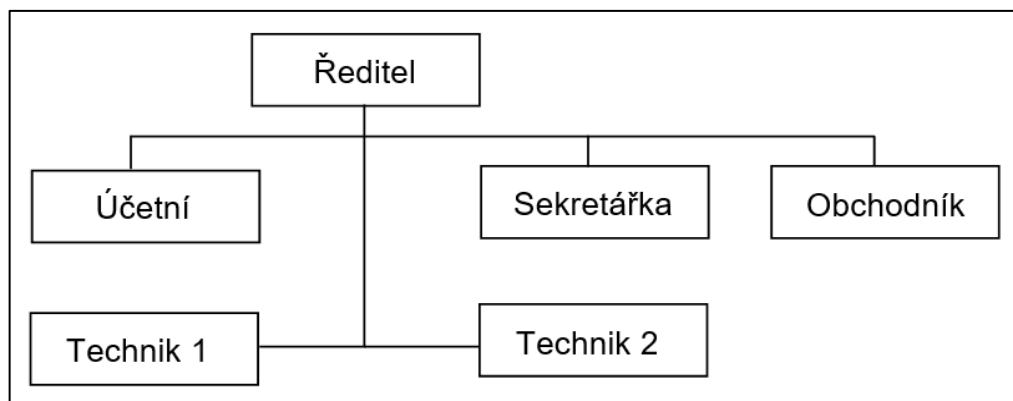 Ředitel
Účetní
Sekretářka
Obchodník
Technik 1
Technik 2